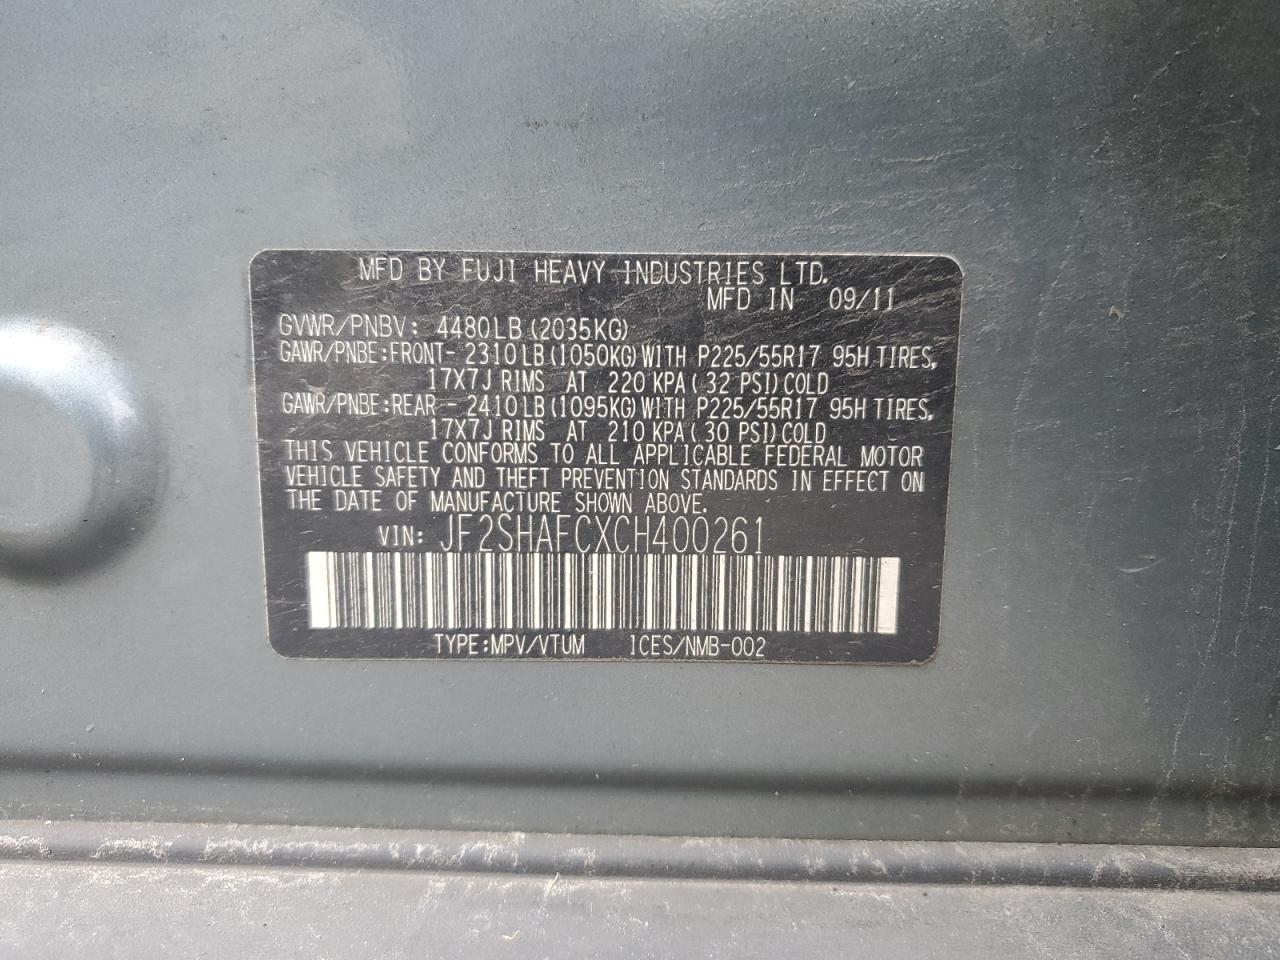 MFD BY FUJI HEAVY INDUSTRIES LTD.
MFD IN 09/11
GVWR/PNBV: 4480LB(2035KG)
GAWR/PNBE:FRONT- 2310LB(1050KG)WITH P225/55R17 95H TIRES,
17X7J RIMS AT 220 KPA( 32 PSI)COLD
GAWR/PNBE:REAR - 2410LB(1095KG)WITH P225/55R17 95H TIRES,
17X7J RIMS AT 210 KPA( 30 PSI)COLD
THIS VEHICLE CONFORMS TO ALL APPLICABLE FEDERAL MOTOR
VEHICLE SAFETY AND THEFT PREVENTION STANDARDS IN EFFECT ON
THE DATE OF MANUFACTURE SHOWN ABOVE.
VIN: JF2SHAFCXCH400261
TYPE:MPV/VTUM ICES/NMB-002